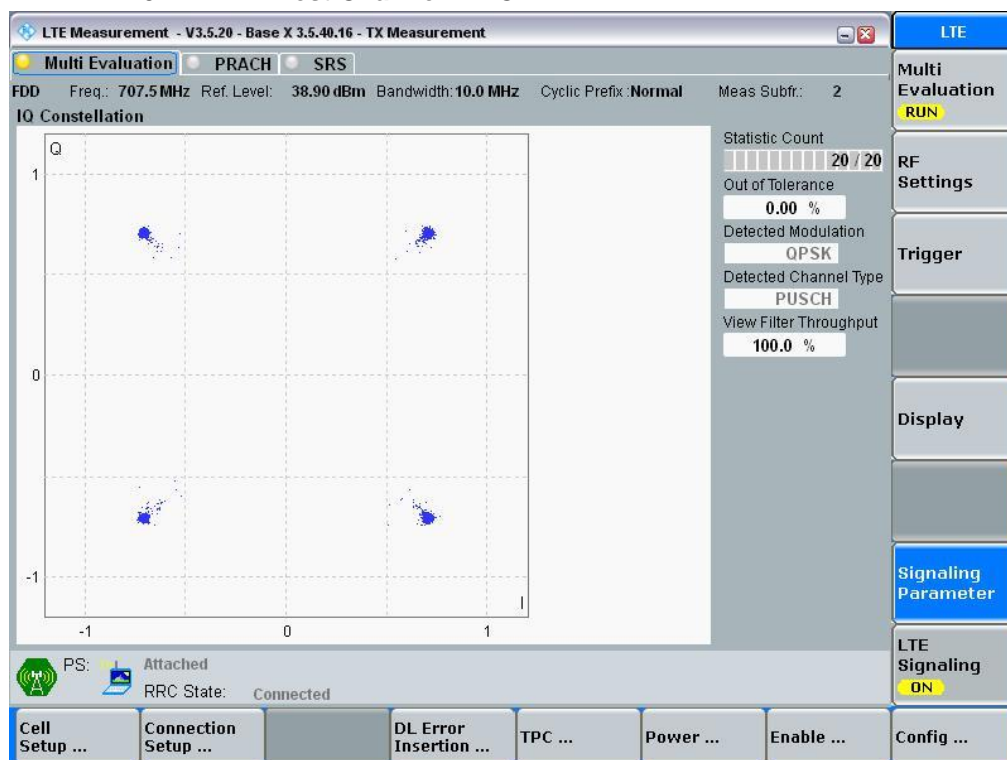 LTE Measurement - V3.5.20 - Base X 3.5.40.16 - TX Measurement
LTE
Multi Evaluation PRACH SRS
FDD Freq.: 707.5 MHz Ref. Level: 38.90 dBm Bandwidth: 10.0 MHz Cyclic Prefix : Normal Meas Subfr.: 2
IQ Constellation
Q
1
0
-1
I
-1 0 1
Statistic Count
20 / 20
Out of Tolerance
0.00 %
Detected Modulation
QPSK
Detected Channel Type
PUSCH
View Filter Throughput
100.0 %
Multi
Evaluation
RUN
RF
Settings
Trigger
Display
Signaling
Parameter
LTE
Signaling
ON
PS: Attached
RRC State: Connected
Cell
Setup ...
Connection
Setup ...
DL Error
Insertion ...
TPC ...
Power ...
Enable ...
Config ...